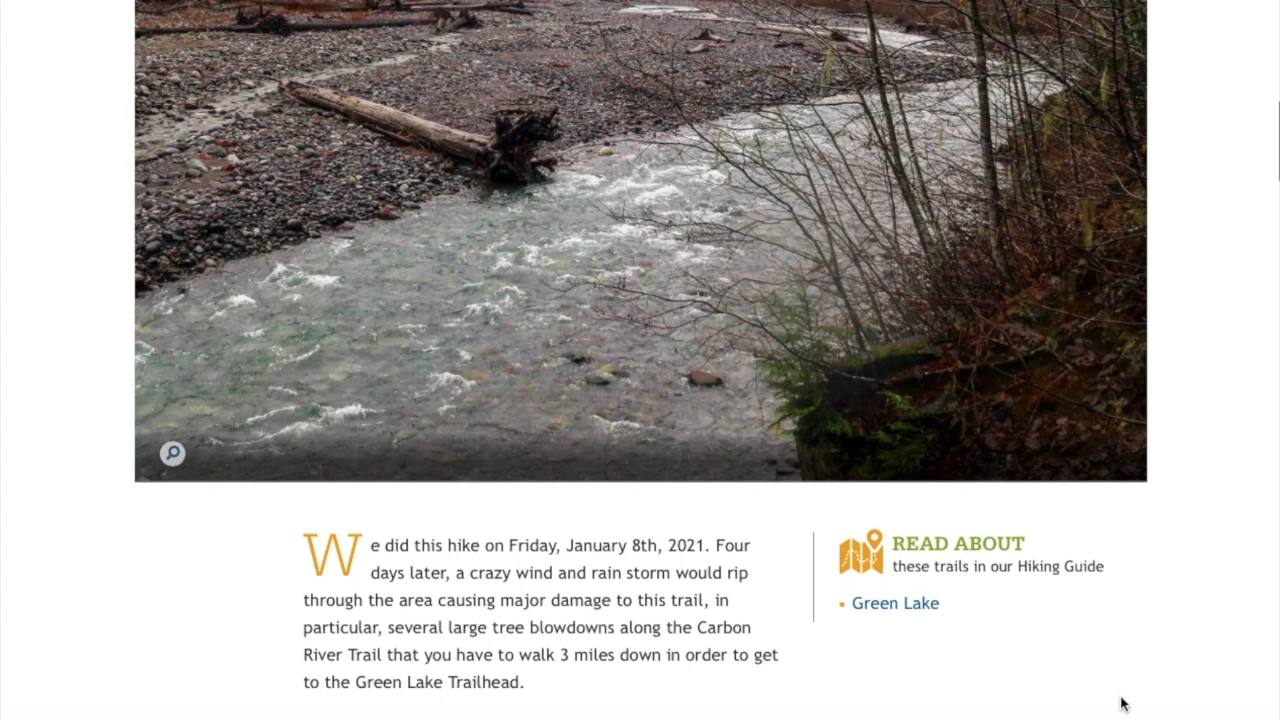 We did this hike on Friday, January 8th, 2021. Four
days later, a crazy wind and rain storm would rip
through the area causing major damage to this trail, in
particular, several large tree blowdowns along the Carbon
River Trail that you have to walk 3 miles down in order to get
to the Green Lake Trailhead.
READ ABOUT
these trails in our Hiking Guide
• Green Lake